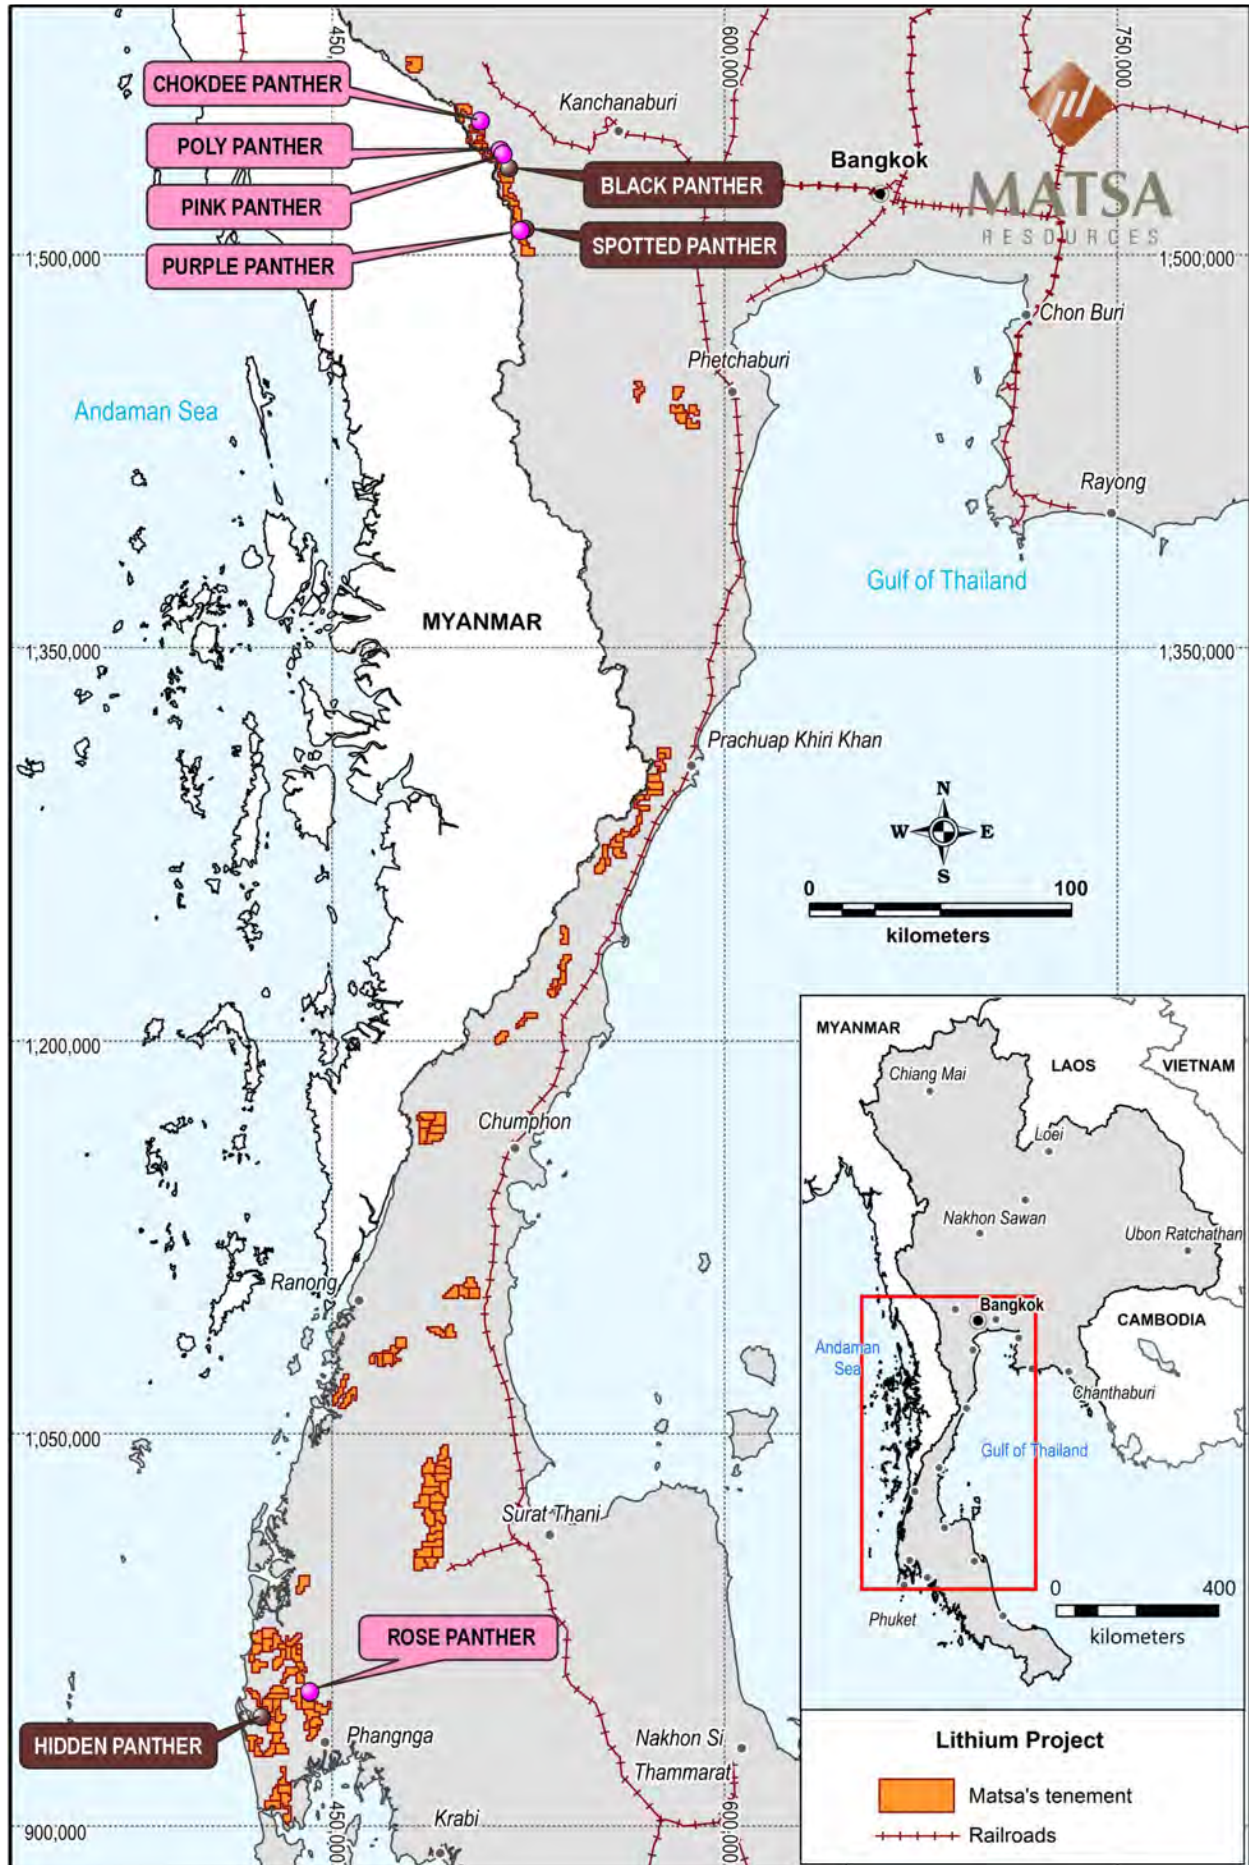 450
600,000
750,000
CHOKDEE PANTHER
Kanchanaburi
POLY PANTHER
Bangkok
BLACK PANTHER
MATSA
RESOURCES
PINK PANTHER
SPOTTED PANTHER
PURPLE PANTHER
1,500,000
1,500,000
Chon Buri
Phetchaburi
Andaman Sea
Rayong
Gulf of Thailand
MYANMAR
1,350,000
1,350,000
Prachuap Khiri Khan
N
W
E
S
0
100
kilometers
1,200,000
Chumphon
Ranong
1,050,000
Surat Thani
ROSE PANTHER
HIDDEN PANTHER
Phangnga
Nakhon Si
Thammarat
Krabi
900,000
450,000
600,000
MYANMAR
Chiang Mai
LAOS
VIETNAM
Loei
Nakhon Sawan
Ubon Ratchathan
Bangkok
CAMBODIA
Andaman
Sea
Chanthaburi
Gulf of Thailand
Phuket
0
400
kilometers
Lithium Project
Matsa's tenement
Railroads